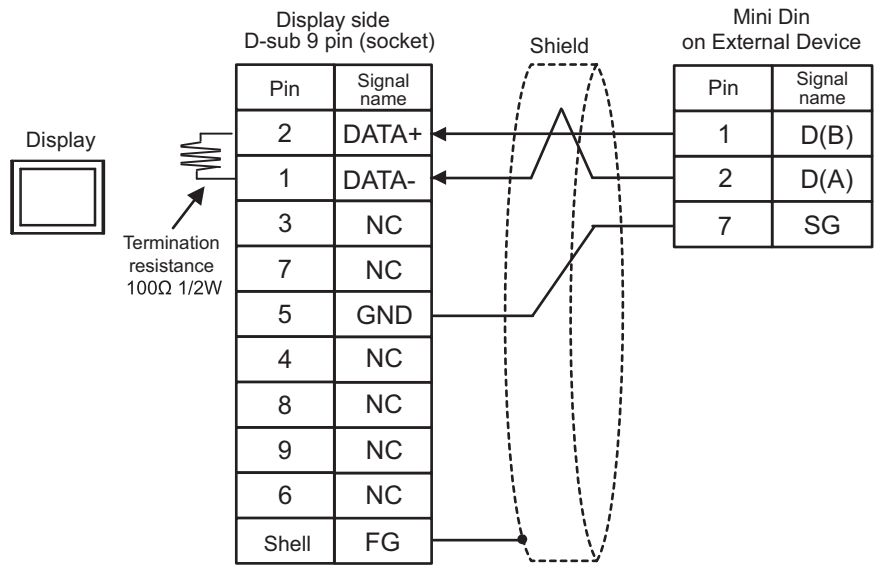 Display side
D-sub 9 pin (socket)
Shield
Mini Din
on External Device
Pin Signal name
Pin Signal name
Display
2 DATA+
1 D(B)
1 DATA-
2 D(A)
3 NC
7 SG
Termination
resistance
100Ω 1/2W
7 NC
5 GND
4 NC
8 NC
9 NC
6 NC
Shell FG